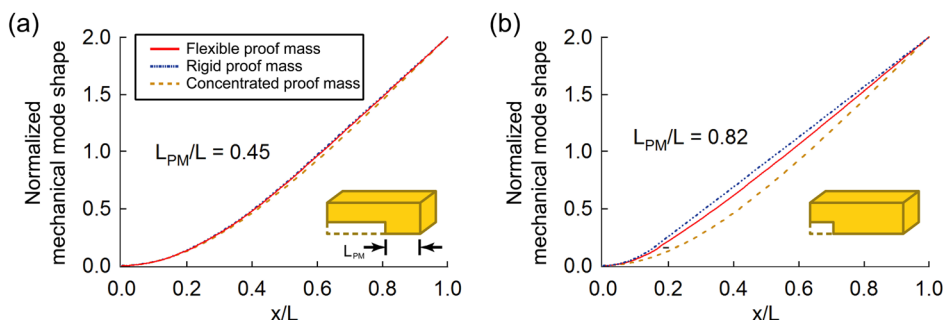 (a)
Normalized
mechanical mode shape
2.0
1.5
1.0
0.5
0.0
Flexible proof mass
Rigid proof mass
Concentrated proof mass
L_PM/L = 0.45
L_PM
0.0 0.2 0.4 0.6 0.8 1.0
x/L
(b)
Normalized
mechanical mode shape
2.0
1.5
1.0
0.5
0.0
L_PM/L = 0.82
0.0 0.2 0.4 0.6 0.8 1.0
x/L